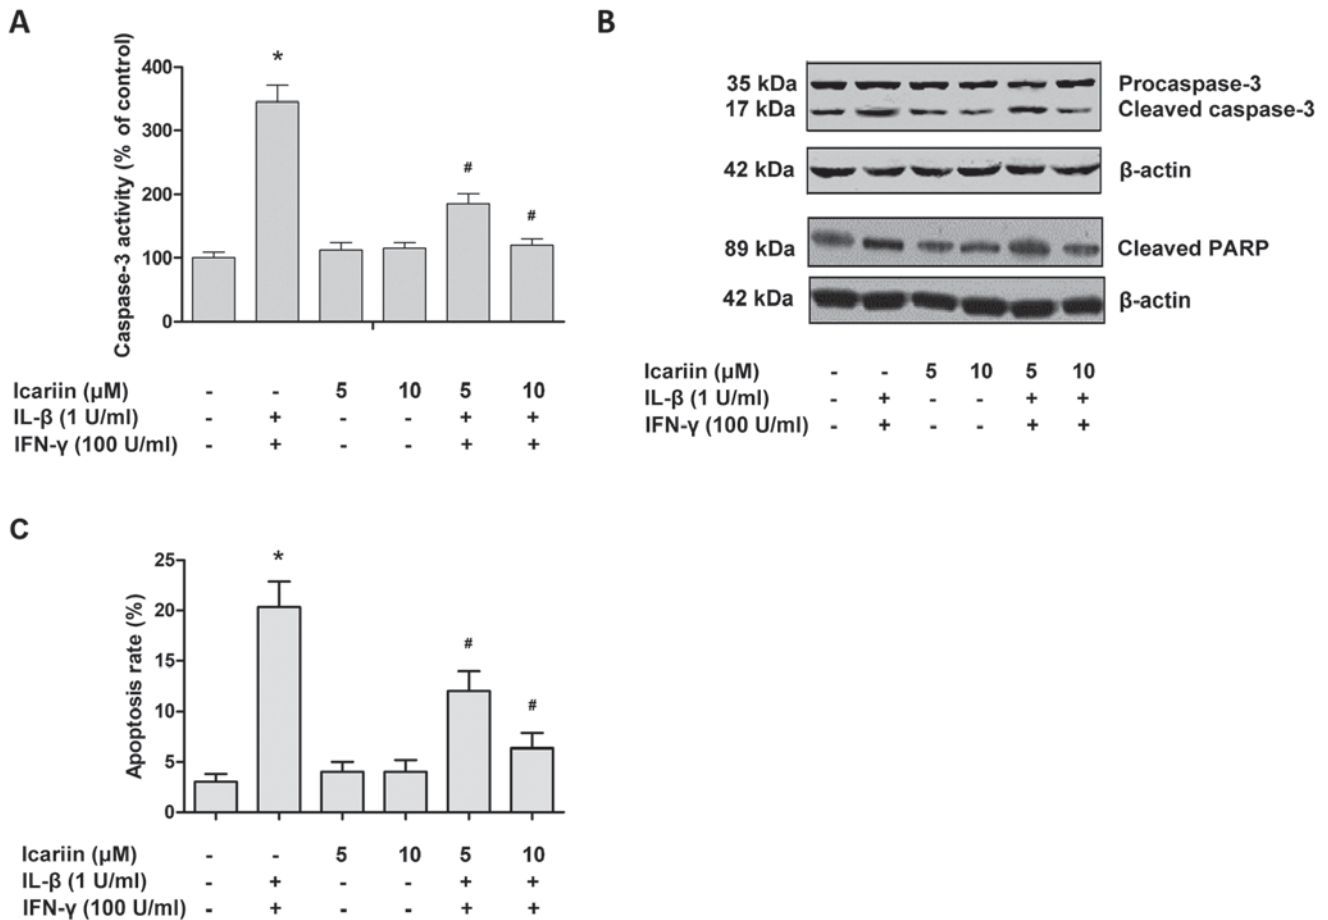 A
Caspase-3 activity (% of control)
400
300
200
100
0
*
#
#
Icariin (μM) - - 5 10 5 10
IL-β (1 U/ml) - + - - + +
IFN-γ (100 U/ml) - + - - + +
B
35 kDa Procaspase-3
17 kDa Cleaved caspase-3
42 kDa β-actin
89 kDa Cleaved PARP
42 kDa β-actin
Icariin (μM) - - 5 10 5 10
IL-β (1 U/ml) - + - - + +
IFN-γ (100 U/ml) - + - - + +
C
Apoptosis rate (%)
25
20
15
10
5
0
*
#
#
Icariin (μM) - - 5 10 5 10
IL-β (1 U/ml) - + - - + +
IFN-γ (100 U/ml) - + - - + +